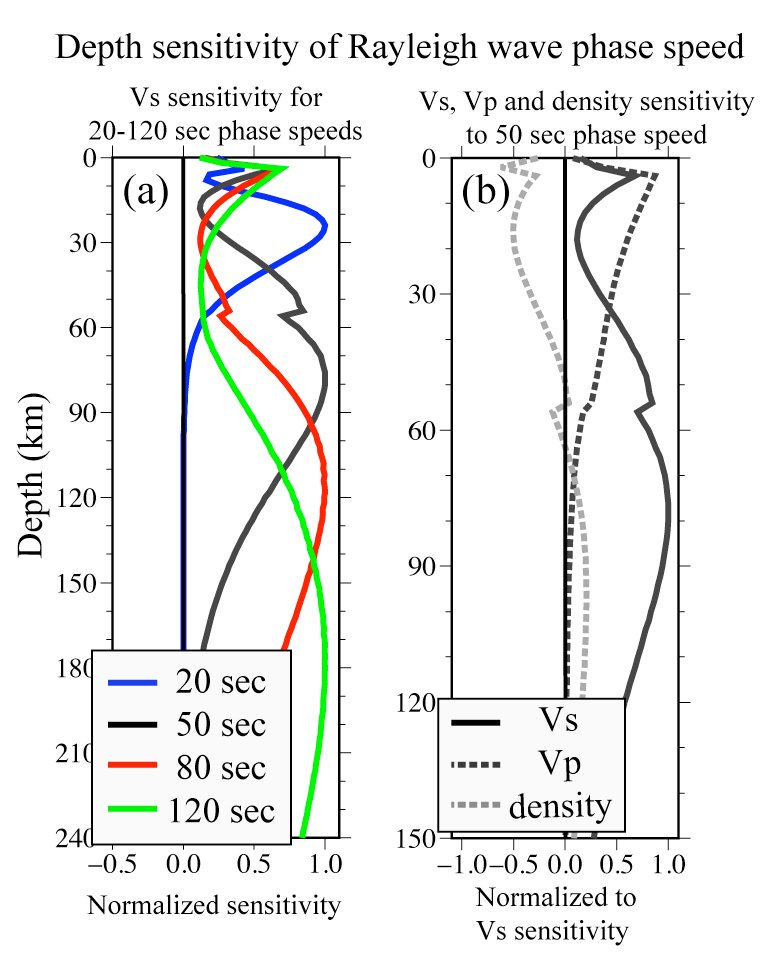 Depth sensitivity of Rayleigh wave phase speed
Vs sensitivity for
20-120 sec phase speeds
Vs, Vp and density sensitivity
to 50 sec phase speed
(a)
0
30
60
90
120
150
180
210
240
Depth (km)
20 sec
50 sec
80 sec
120 sec
−0.5 0.0 0.5 1.0
Normalized sensitivity
(b)
0
30
60
90
120
150
Vs
Vp
density
−1.0 −0.5 0.0 0.5 1.0
Normalized to
Vs sensitivity